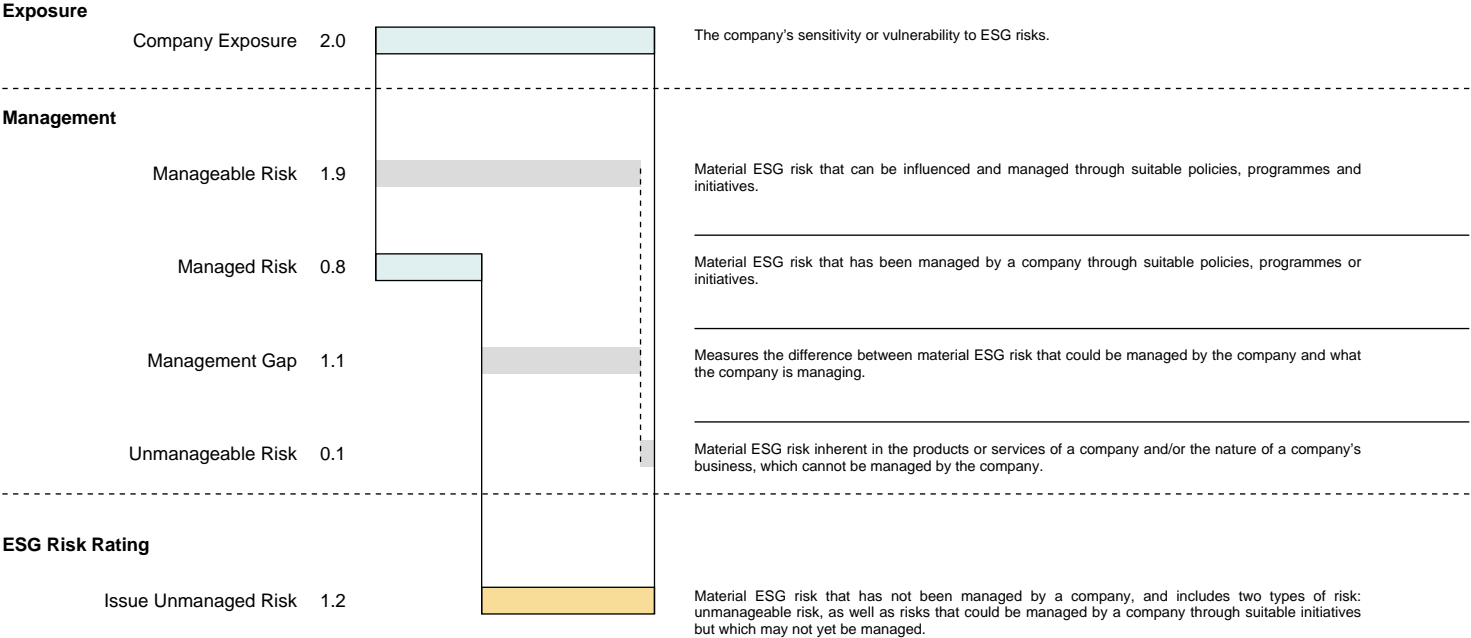 Exposure
Company Exposure 2.0
The company's sensitivity or vulnerability to ESG risks.
Management
Manageable Risk 1.9
Material ESG risk that can be influenced and managed through suitable policies, programmes and
initiatives.
Managed Risk 0.8
Material ESG risk that has been managed by a company through suitable policies, programmes or
initiatives.
Management Gap 1.1
Measures the difference between material ESG risk that could be managed by the company and what
the company is managing.
Unmanageable Risk 0.1
Material ESG risk inherent in the products or services of a company and/or the nature of a company's
business, which cannot be managed by the company.
ESG Risk Rating
Issue Unmanaged Risk 1.2
Material ESG risk that has not been managed by a company, and includes two types of risk:
unmanageable risk, as well as risks that could be managed by a company through suitable initiatives
but which may not yet be managed.